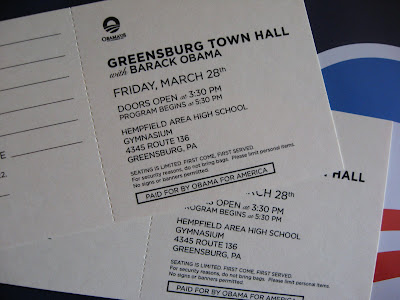 OBAMA'08
GREENSBURG TOWN HALL
with BARACK OBAMA
FRIDAY, MARCH 28th
DOORS OPEN at 3:30 PM
PROGRAM BEGINS at 5:30 PM
HEMPFIELD AREA HIGH SCHOOL
GYMNASIUM
4345 ROUTE 136
GREENSBURG, PA
SEATING IS LIMITED. FIRST COME, FIRST SERVED.
For security reasons, do not bring bags. Please limit personal items.
No signs or banners permitted.
PAID FOR BY OBAMA FOR AMERICA
HALL
MARCH 28th
DOORS OPEN at 3:30 PM
PROGRAM BEGINS at 5:30 PM
HEMPFIELD AREA HIGH SCHOOL
GYMNASIUM
4345 ROUTE 136
GREENSBURG, PA
SEATING IS LIMITED. FIRST COME, FIRST SERVED.
For security reasons, do not bring bags. Please limit personal items.
No signs or banners permitted.
PAID FOR BY OBAMA FOR AMERICA